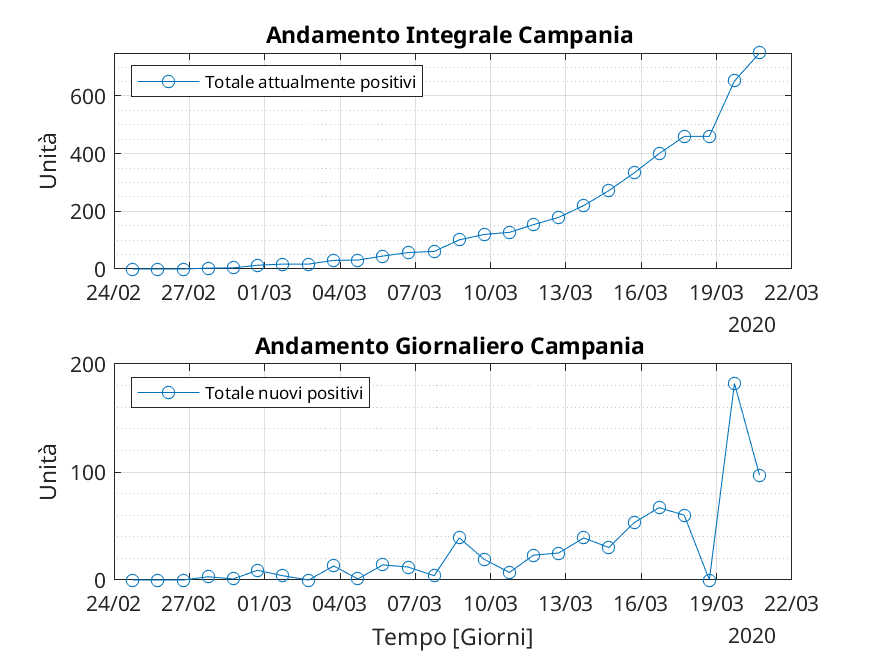 Andamento Integrale Campania
Totale attualmente positivi
Unità
600
400
200
0
24/02 27/02 01/03 04/03 07/03 10/03 13/03 16/03 19/03 22/03
2020
Andamento Giornaliero Campania
Totale nuovi positivi
Unità
200
100
0
24/02 27/02 01/03 04/03 07/03 10/03 13/03 16/03 19/03 22/03
Tempo [Giorni]
2020